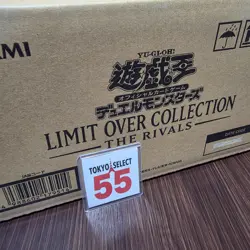 AMI
YU-GI-OH!
遊戯王
オフィシャルカードゲーム
デュエルモンスターズ
LIMIT OVER COLLECTION
THE RIVALS
TOKYO SELECT
55